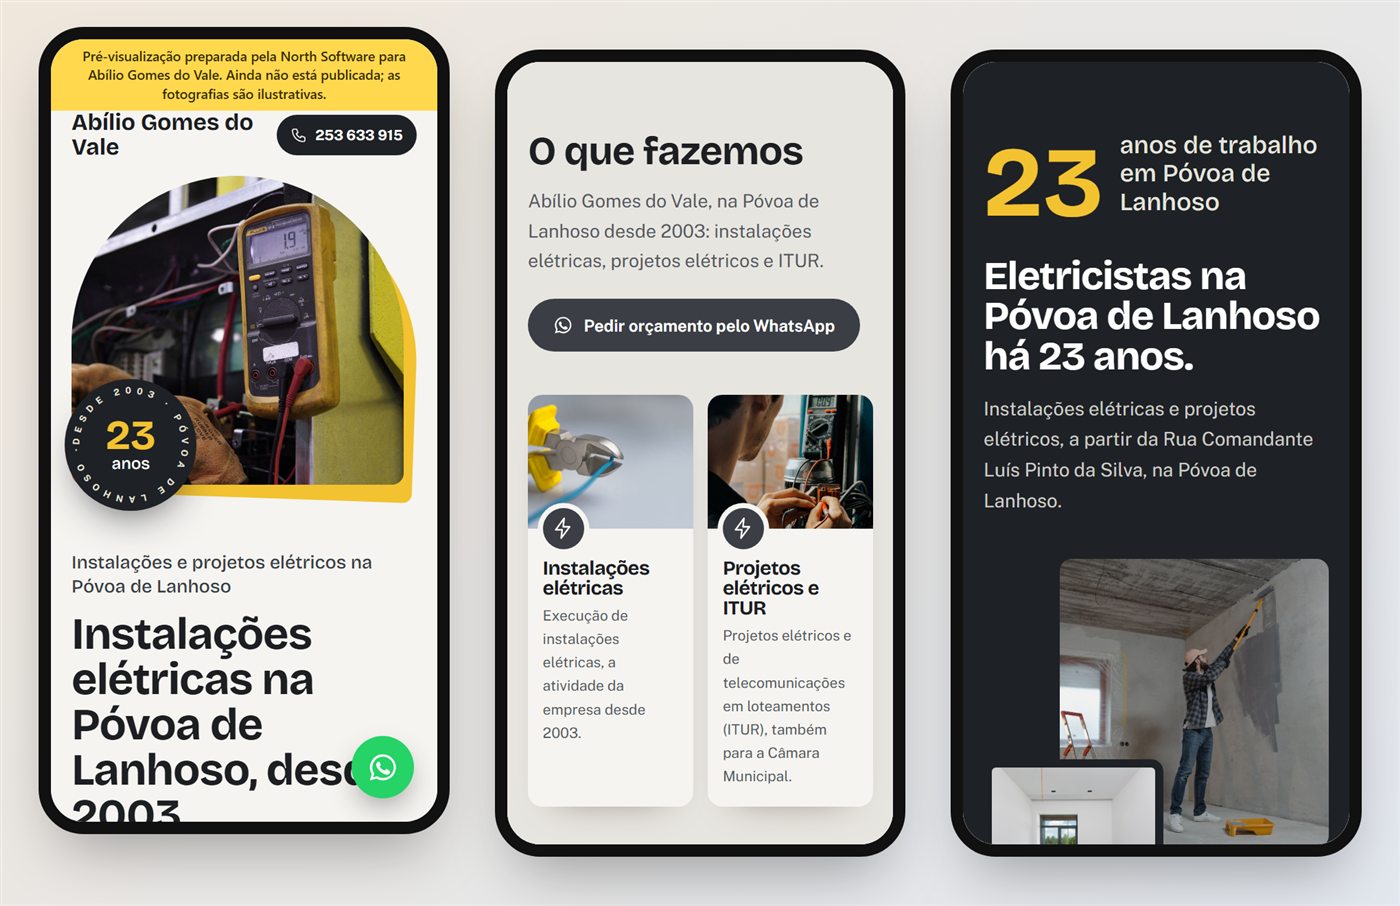 Pré-visualização preparada pela North Software para
Abílio Gomes do Vale. Ainda não está publicada; as
fotografias são ilustrativas.
Abílio Gomes do
Vale
253 633 915
1.9
DESDE 2003 · PÓVOA DE LANHOSO ·
23
anos
Instalações e projetos elétricos na
Póvoa de Lanhoso
Instalações
elétricas na
Póvoa de
Lanhoso, desd
2003
O que fazemos
Abílio Gomes do Vale, na Póvoa de
Lanhoso desde 2003: instalações
elétricas, projetos elétricos e ITUR.
Pedir orçamento pelo WhatsApp
Instalações
elétricas
Execução de
instalações
elétricas, a
atividade da
empresa desde
2003.
Projetos
elétricos e
ITUR
Projetos elétricos e
de
telecomunicações
em loteamentos
(ITUR), também
para a Câmara
Municipal.
23
anos de trabalho
em Póvoa de
Lanhoso
Eletricistas na
Póvoa de Lanhoso
há 23 anos.
Instalações elétricas e projetos
elétricos, a partir da Rua Comandante
Luís Pinto da Silva, na Póvoa de
Lanhoso.